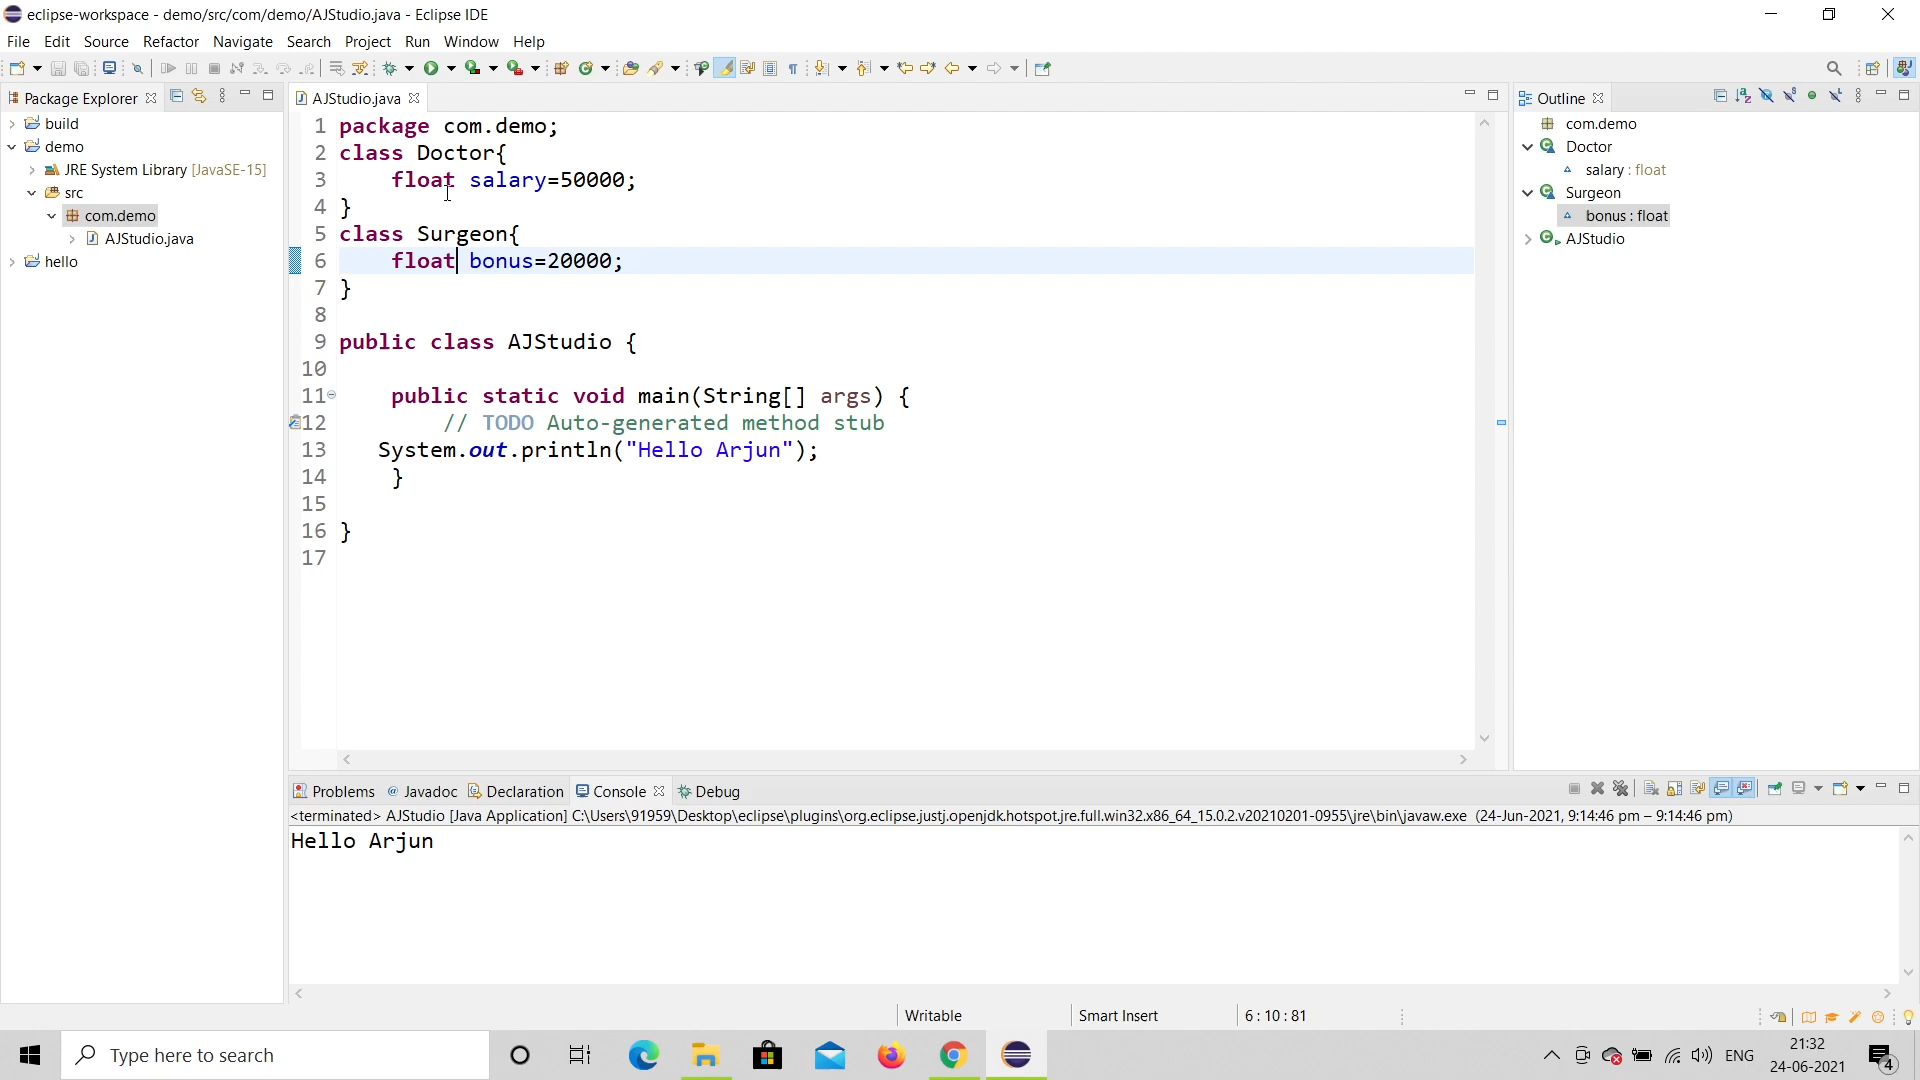 eclipse-workspace - demo/src/com/demo/AJStudio.java - Eclipse IDE
File Edit Source Refactor Navigate Search Project Run Window Help
Package Explorer
build
demo
JRE System Library [JavaSE-15]
src
com.demo
AJStudio.java
hello
AJStudio.java
1 package com.demo;
2 class Doctor{
3 float salary=50000;
4 }
5 class Surgeon{
6 float bonus=20000;
7 }
8
9 public class AJStudio {
10
11 public static void main(String[] args) {
12 // TODO Auto-generated method stub
13 System.out.println("Hello Arjun");
14 }
15
16 }
17
Outline
com.demo
Doctor
salary : float
Surgeon
bonus : float
AJStudio
Problems @ Javadoc Declaration Console Debug
<terminated> AJStudio [Java Application] C:\Users\91959\Desktop\eclipse\plugins\org.eclipse.justj.openjdk.hotspot.jre.full.win32.x86_64_15.0.2.v20210201-0955\jre\bin\javaw.exe (24-Jun-2021, 9:14:46 pm – 9:14:46 pm)
Hello Arjun
Writable Smart Insert 6 : 10 : 81
Type here to search
ENG
21:32
24-06-2021
4